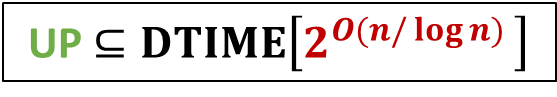 UP ⊆ DTIME[2^{O(n/ log n)}]